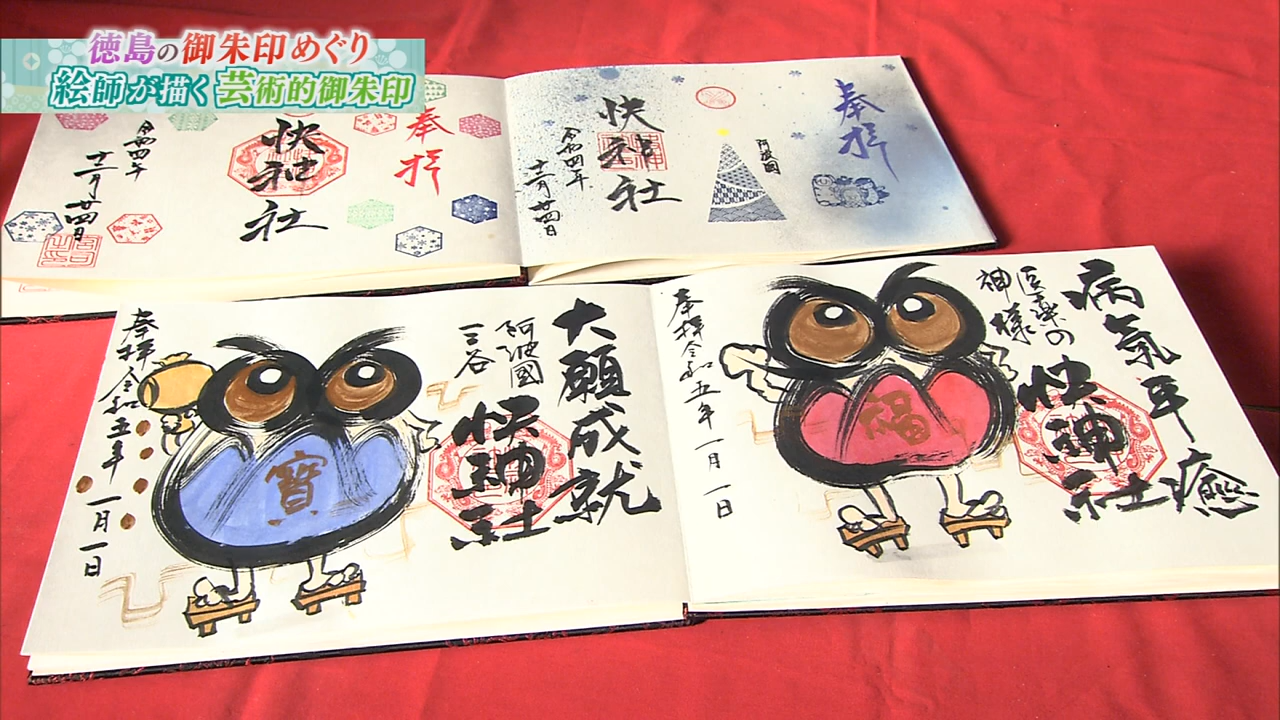 徳島の御朱印めぐり
絵師が描く芸術的御朱印
奉拝
快神社
令和四年
十二月廿四日
奉拝
阿波國
快神社
令和四年
十二月廿四日
大願成就
阿波國
三谷
快神社
寶
奉拝令和五年一月一日
病氣平癒
医薬の
神様
快神社
福
奉拝令和五年一月一日